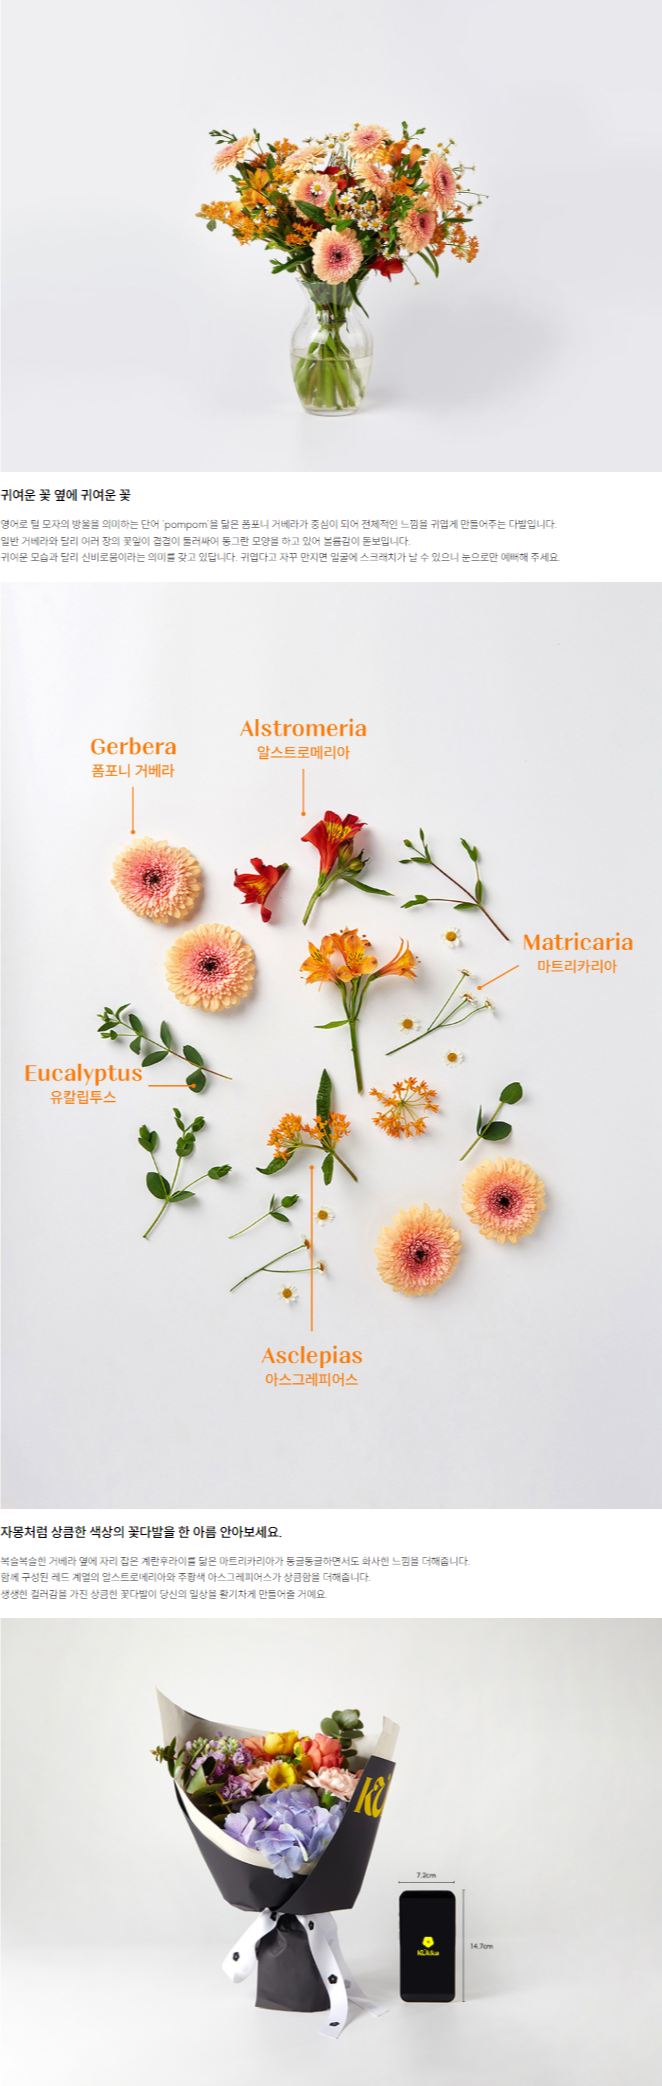 귀여운 꽃 옆에 귀여운 꽃
영어로 털 모자의 방울을 의미하는 단어 'pompom'을 닮은 폼포니 거베라가 중심이 되어 전체적인 느낌을 귀엽게 만들어주는 다발입니다.
일반 거베라와 달리 여러 장의 꽃잎이 겹겹이 둘러싸여 동그란 모양을 하고 있어 볼륨감이 돋보입니다.
귀여운 모습과 달리 신비로움이라는 의미를 갖고 있답니다. 귀엽다고 자꾸 만지면 얼굴에 스크래치가 날 수 있으니 눈으로만 예뻐해 주세요.
Alstromeria
알스트로메리아
Gerbera
폼포니 거베라
Matricaria
마트리카리아
Eucalyptus
유칼립투스
Asclepias
아스그레피어스
자몽처럼 상큼한 색상의 꽃다발을 한 아름 안아보세요.
복슬복슬한 거베라 옆에 자리 잡은 계란후라이를 닮은 마트리카리아가 동글동글하면서도 화사한 느낌을 더해줍니다.
함께 구성된 레드 계열의 알스트로메리아와 주황색 아스그레피어스가 상큼함을 더해줍니다.
생생한 컬러감을 가진 상큼한 꽃다발이 당신의 일상을 활기차게 만들어줄 거예요.
7.2cm
14.7cm
Kukka